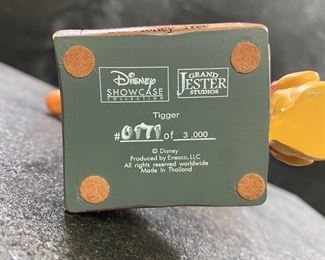 Disney
SHOWCASE
COLLECTION
GRAND
JESTER
STUDIOS
Tigger
# of 3,000
© Disney
Produced by Enesco, LLC
All rights reserved worldwide
Made In Thailand